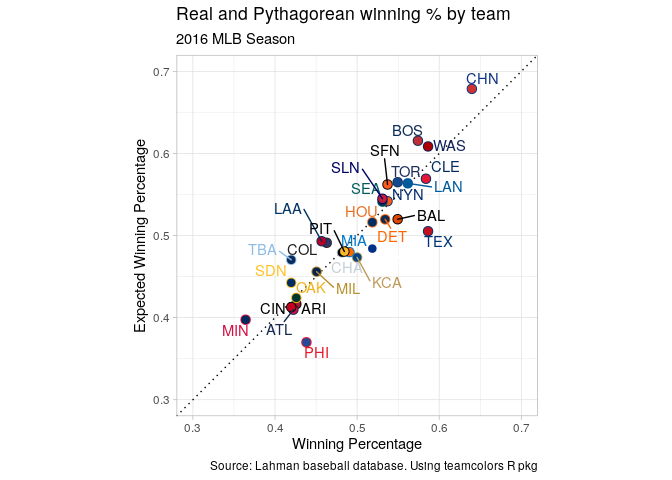 Real and Pythagorean winning % by team
2016 MLB Season
0.7
CHN
BOS
WAS
SFN
0.6
SLN
TOR
CLE
SEA
LAN
NYN
LAA
HOU
BAL
PIT
DET
TEX
0.5
MIA
TBA
COL
CHA
SDN
KCA
OAK
MIL
CIN
ARI
0.4
ATL
MIN
PHI
0.3
0.3
0.4
0.5
0.6
0.7
Expected Winning Percentage
Winning Percentage
Source: Lahman baseball database. Using teamcolors R pkg